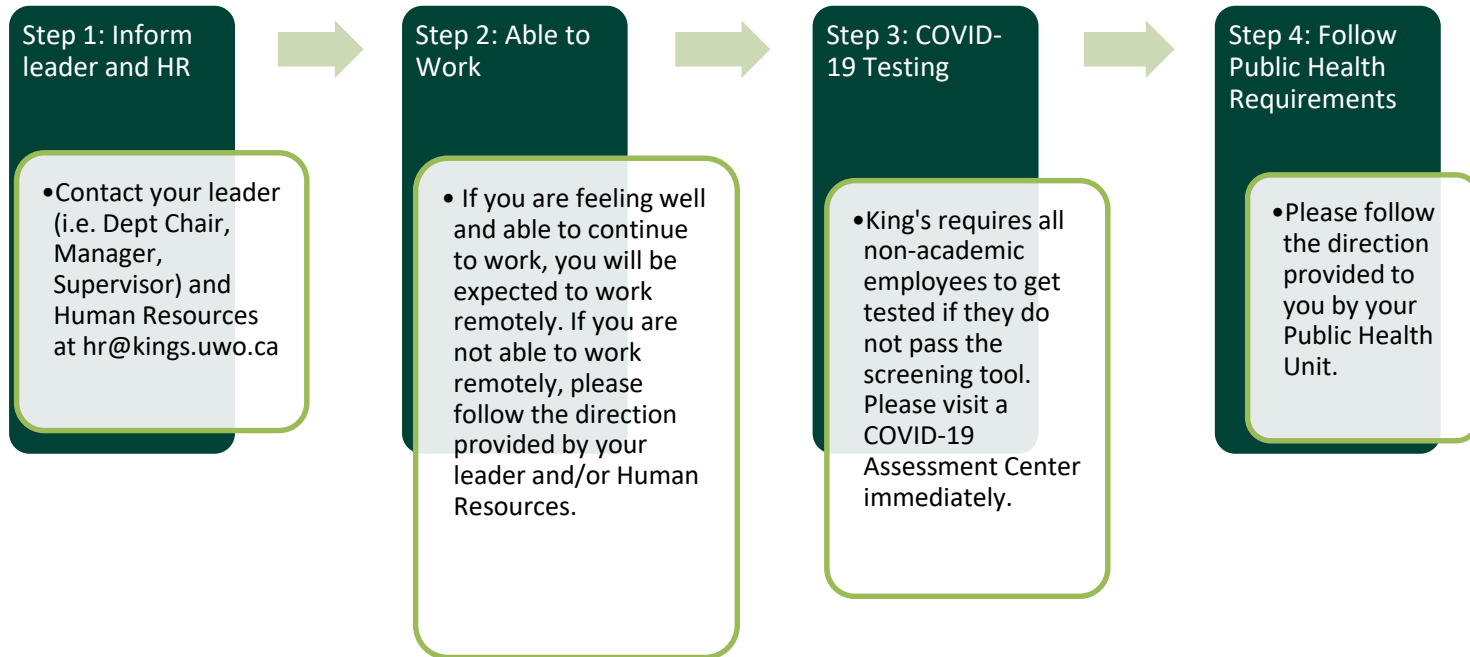 Step 1: Inform
leader and HR
•Contact your leader
(i.e. Dept Chair,
Manager,
Supervisor) and
Human Resources
at hr@kings.uwo.ca
Step 2: Able to
Work
• If you are feeling well
and able to continue
to work, you will be
expected to work
remotely. If you are
not able to work
remotely, please
follow the direction
provided by your
leader and/or Human
Resources.
Step 3: COVID-
19 Testing
•King's requires all
non-academic
employees to get
tested if they do
not pass the
screening tool.
Please visit a
COVID-19
Assessment Center
immediately.
Step 4: Follow
Public Health
Requirements
•Please follow
the direction
provided to
you by your
Public Health
Unit.